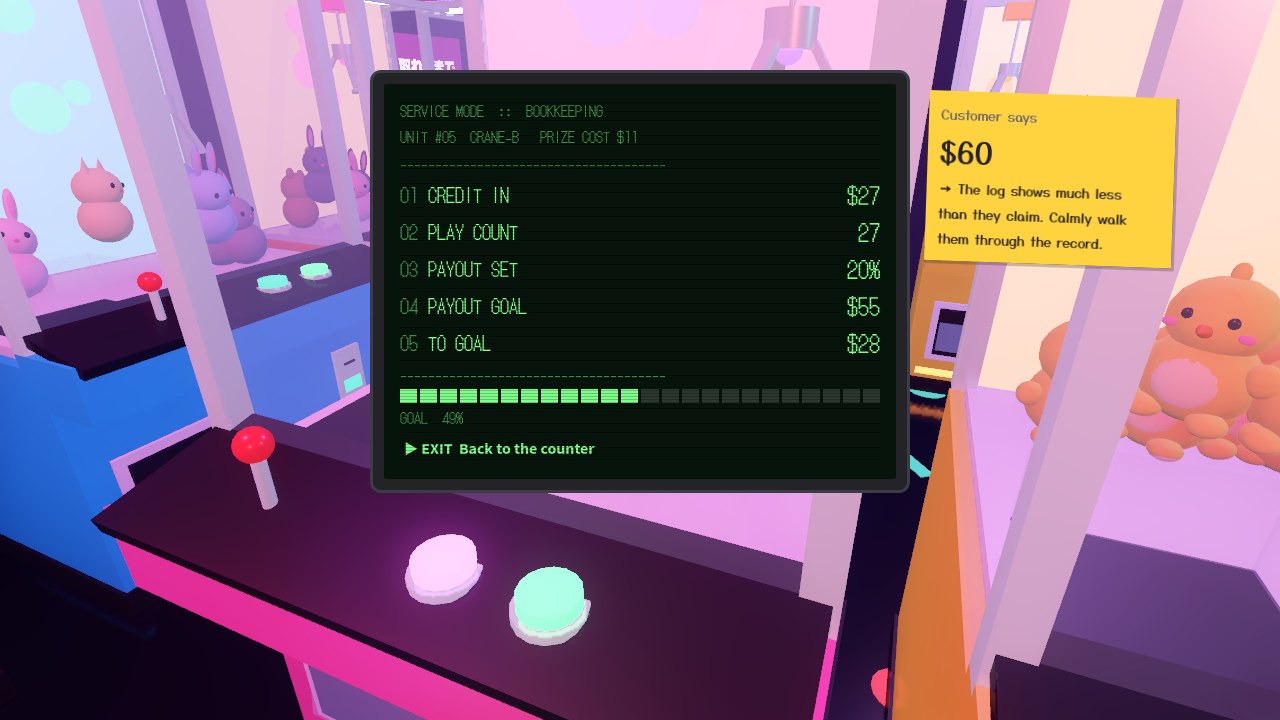 SERVICE MODE :: BOOKKEEPING
UNIT #05 CRANE-B PRIZE COST $11
--------------------------------------
01 CREDIT IN $27
02 PLAY COUNT 27
03 PAYOUT SET 20%
04 PAYOUT GOAL $55
05 TO GOAL $28
--------------------------------------
GOAL 49%
▶ EXIT Back to the counter
Customer says
$60
→ The log shows much less
than they claim. Calmly walk
them through the record.